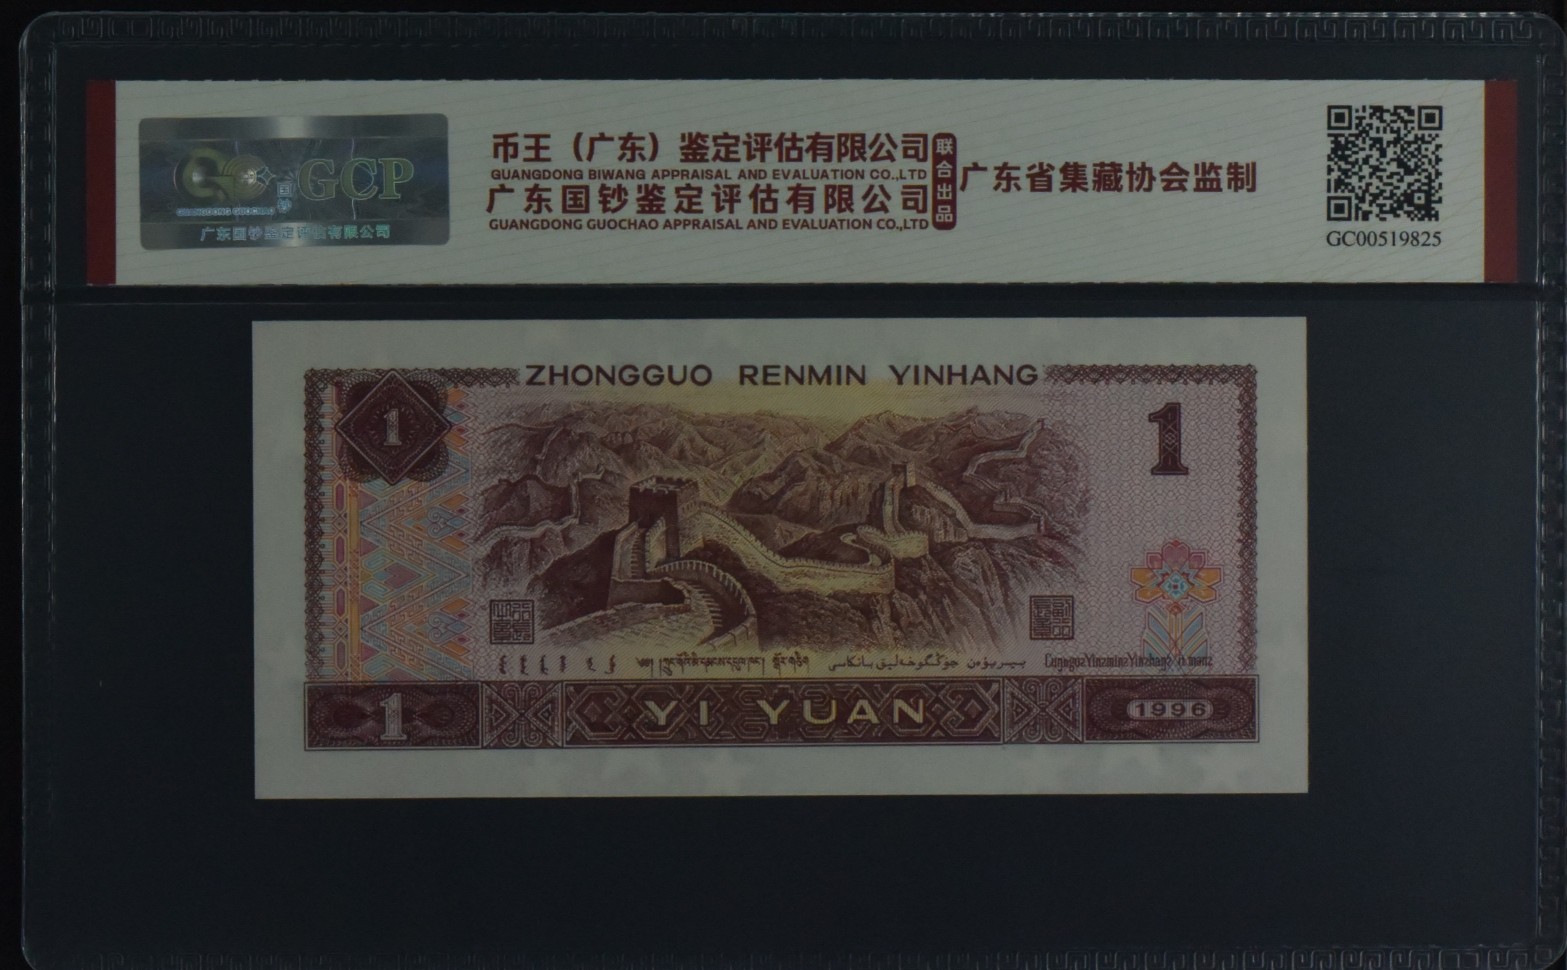 GCP
国钞
GUANGDONG GUOCHAO
广东国钞鉴定评估有限公司
币王（广东）鉴定评估有限公司
GUANGDONG BIWANG APPRAISAL AND EVALUATION CO.,LTD
广东国钞鉴定评估有限公司
GUANGDONG GUOCHAO APPRAISAL AND EVALUATION CO.,LTD
联合出品
广东省集藏协会监制
GC00519825
ZHONGGUO RENMIN YINHANG
1
1
YI YUAN
1
1996